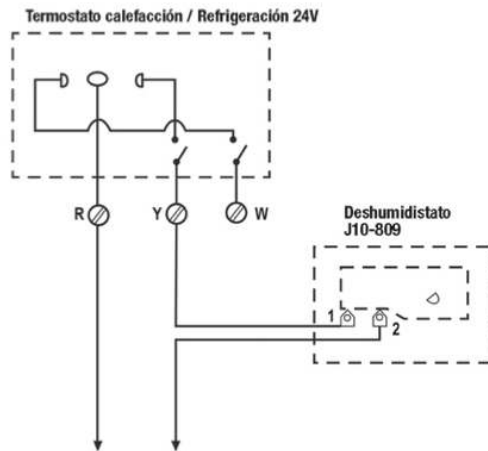 Termostato calefacción / Refrigeración 24V
R
Y
W
Deshumidistato
J10-809
1
2